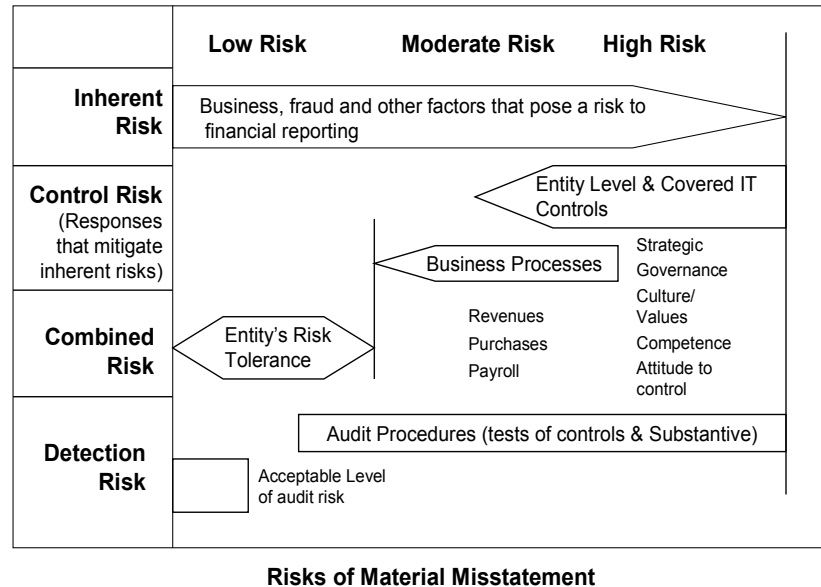 Low Risk
Moderate Risk
High Risk
Inherent
Risk
Business, fraud and other factors that pose a risk to
financial reporting
Control Risk
(Responses
that mitigate
inherent risks)
Entity Level & Covered IT
Controls
Business Processes
Strategic
Governance
Culture/
Values
Competence
Attitude to
control
Revenues
Purchases
Payroll
Combined
Risk
Entity's Risk
Tolerance
Detection
Risk
Audit Procedures (tests of controls & Substantive)
Acceptable Level
of audit risk
Risks of Material Misstatement